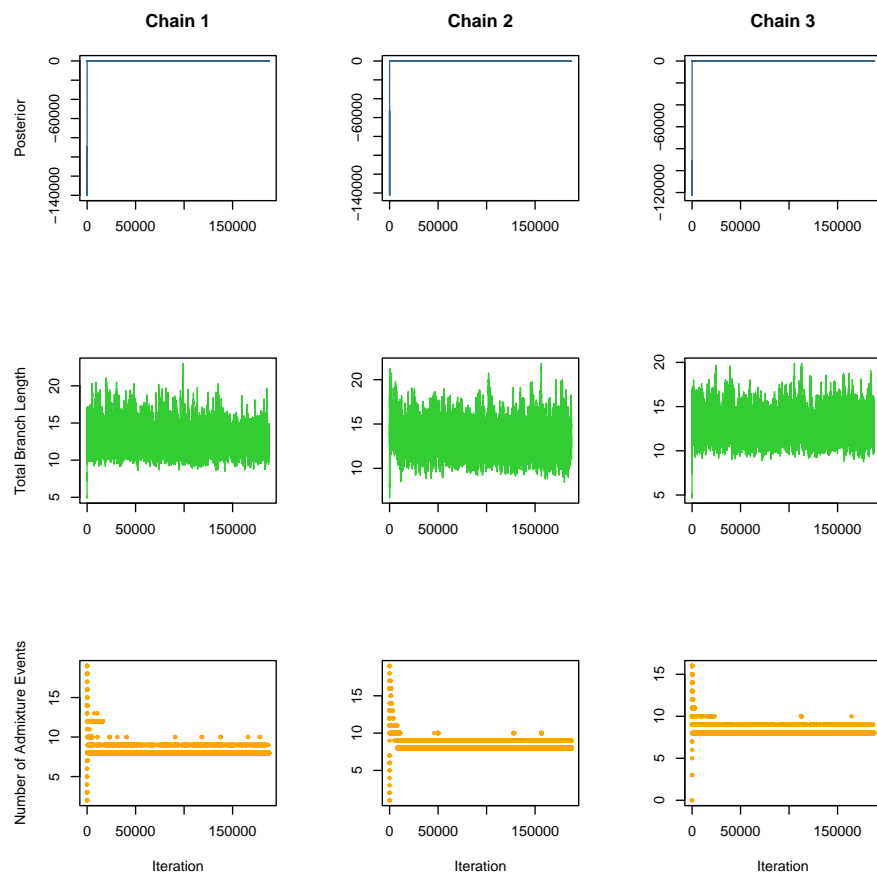 Chain 1 Chain 2 Chain 3
Posterior
0 −60000 −140000
0 50000 150000
0 −60000 −140000
0 50000 150000
0 −60000 −120000
0 50000 150000
Total Branch Length
20 15 10 5
0 50000 150000
20 15 10
0 50000 150000
20 15 10 5
0 50000 150000
Number of Admixture Events
15 10 5
0 50000 150000
15 10 5
0 50000 150000
15 10 5 0
0 50000 150000
Iteration Iteration Iteration